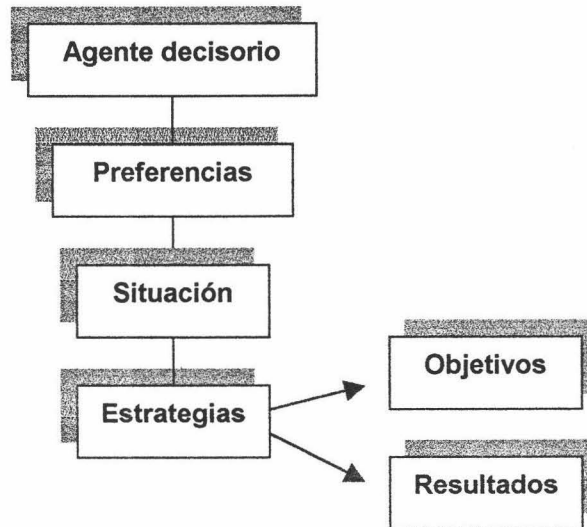 Agente decisorio
Preferencias
Situación
Estrategias
Objetivos
Resultados